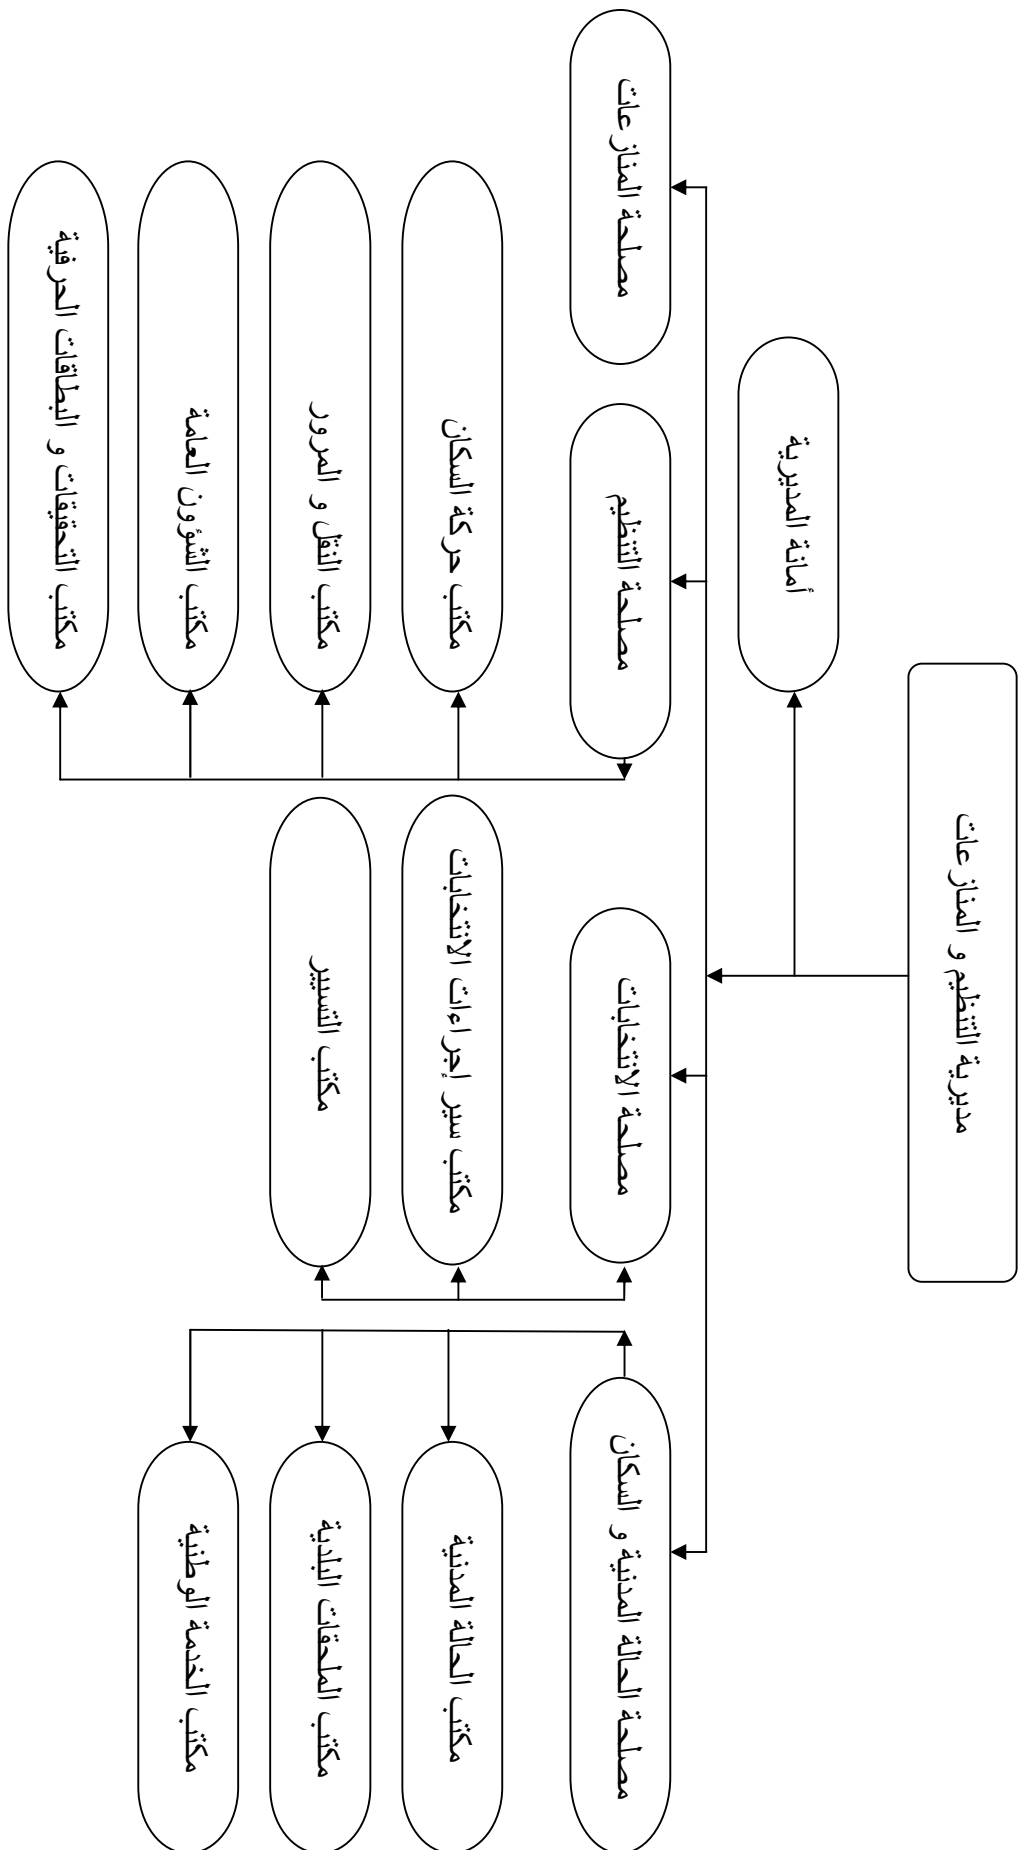 مديرية التنظيم و المنازعات
أمانة المديرية
مصلحة الحالة المدنية و السكان
مصلحة الانتخابات
مصلحة التنظيم
مصلحة المنازعات
مكتب الحالة المدنية
مكتب سير إجراءات الانتخابات
مكتب حركة السكان
مكتب الملحقات البلدية
مكتب التسيير
مكتب النقل و المرور
مكتب الخدمة الوطنية
مكتب الشؤون العامة
مكتب التحقيقات و البطاقات الحرفية